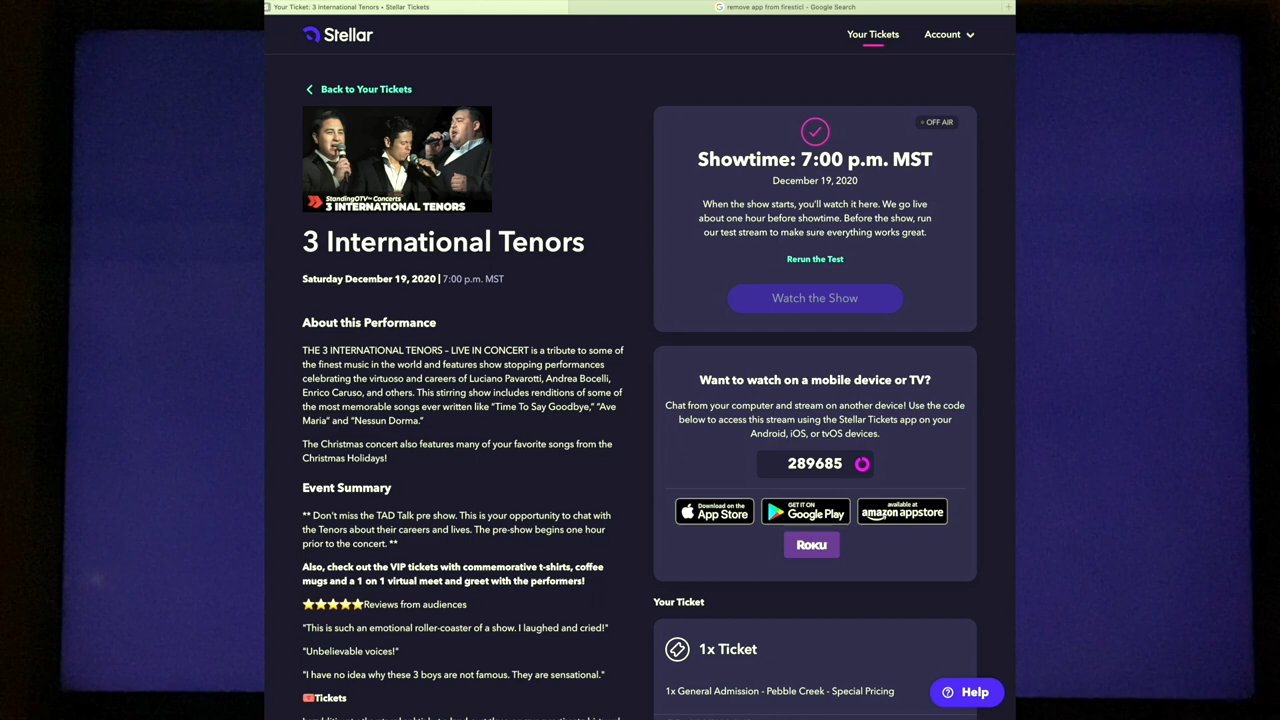 Your Ticket: 3 International Tenors • Stellar Tickets
remove app from firesticl - Google Search
Stellar
Your Tickets
Account
Back to Your Tickets
StandingOTV Concerts
3 INTERNATIONAL TENORS
3 International Tenors
Saturday December 19, 2020 | 7:00 p.m. MST
About this Performance
THE 3 INTERNATIONAL TENORS – LIVE IN CONCERT is a tribute to some of
the finest music in the world and features show stopping performances
celebrating the virtuoso and careers of Luciano Pavarotti, Andrea Bocelli,
Enrico Caruso, and others. This stirring show includes renditions of some of
the most memorable songs ever written like “Time To Say Goodbye,” “Ave
Maria” and “Nessun Dorma.”
The Christmas concert also features many of your favorite songs from the
Christmas Holidays!
Event Summary
** Don't miss the TAD Talk pre show. This is your opportunity to chat with
the Tenors about their careers and lives. The pre-show begins one hour
prior to the concert. **
Also, check out the VIP tickets with commemorative t-shirts, coffee
mugs and a 1 on 1 virtual meet and greet with the performers!
⭐⭐⭐⭐⭐Reviews from audiences
"This is such an emotional roller-coaster of a show. I laughed and cried!"
"Unbelievable voices!"
"I have no idea why these 3 boys are not famous. They are sensational."
Tickets
OFF AIR
Showtime: 7:00 p.m. MST
December 19, 2020
When the show starts, you’ll watch it here. We go live
about one hour before showtime. Before the show, run
our test stream to make sure everything works great.
Rerun the Test
Watch the Show
Want to watch on a mobile device or TV?
Chat from your computer and stream on another device! Use the code
below to access this stream using the Stellar Tickets app on your
Android, iOS, or tvOS devices.
289685
Download on the
App Store
GET IT ON
Google Play
available at
amazon appstore
ROKU
Your Ticket
1x Ticket
1x General Admission - Pebble Creek - Special Pricing
Help